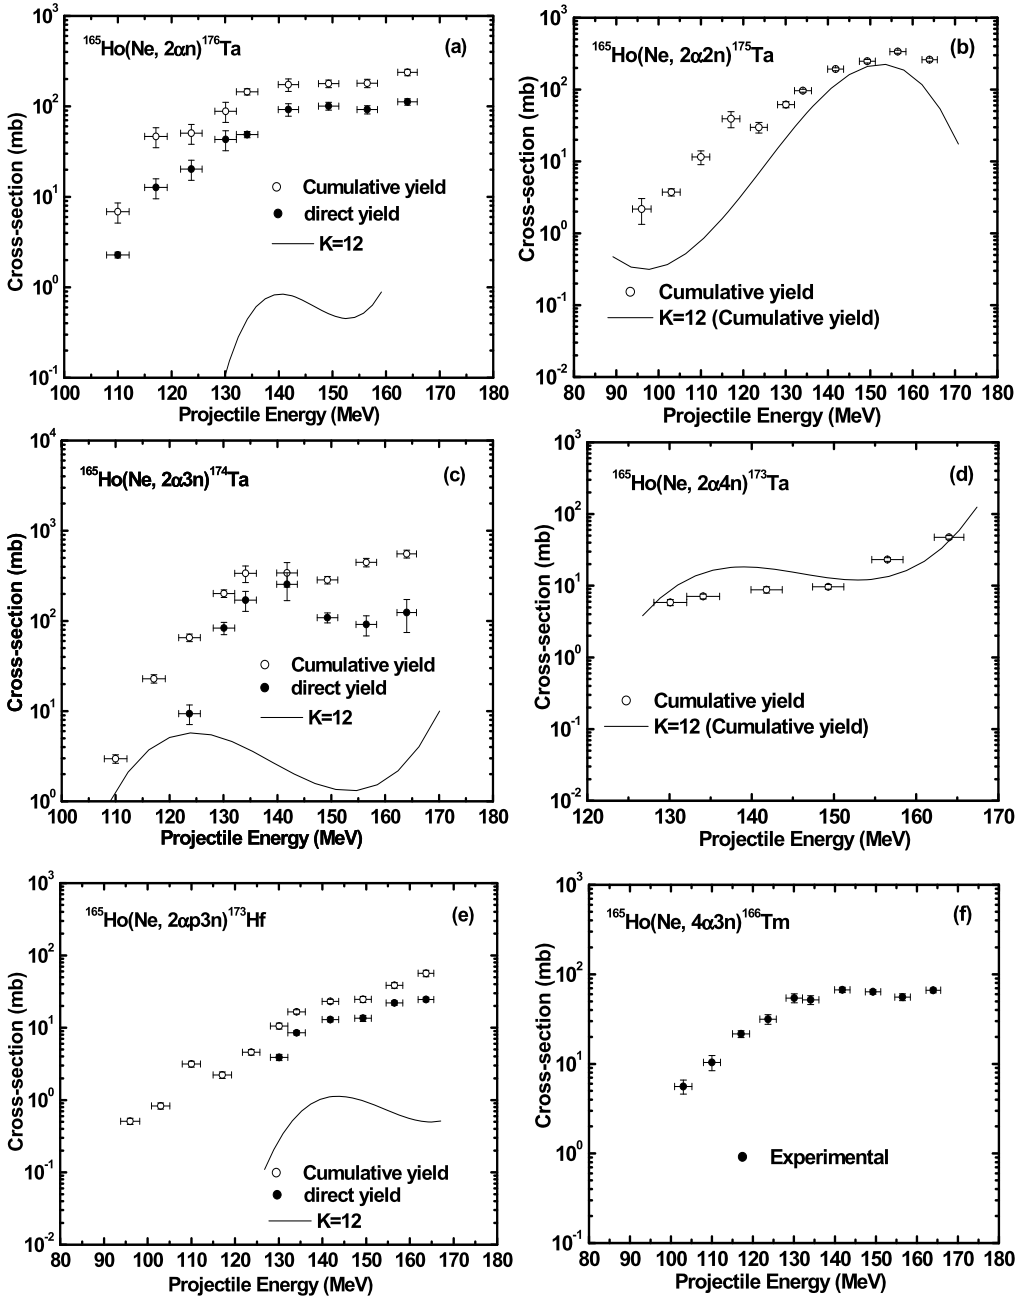 ¹⁶⁵Ho(Ne, 2αn)¹⁷⁶Ta
(a)
Cumulative yield
direct yield
K=12
Cross-section (mb)
10³
10²
10¹
10⁰
10⁻¹
100 110 120 130 140 150 160 170 180
Projectile Energy (MeV)
¹⁶⁵Ho(Ne, 2α2n)¹⁷⁵Ta
(b)
Cumulative yield
K=12 (Cumulative yield)
Cross-section (mb)
10³
10²
10¹
10⁰
10⁻¹
10⁻²
80 90 100 110 120 130 140 150 160 170 180
Projectile Energy (MeV)
¹⁶⁵Ho(Ne, 2α3n)¹⁷⁴Ta
(c)
Cumulative yield
direct yield
K=12
Cross-section (mb)
10⁴
10³
10²
10¹
10⁰
100 110 120 130 140 150 160 170 180
Projectile Energy (MeV)
¹⁶⁵Ho(Ne, 2α4n)¹⁷³Ta
(d)
Cumulative yield
K=12 (Cumulative yield)
Cross-section (mb)
10³
10²
10¹
10⁰
10⁻¹
10⁻²
120 130 140 150 160 170
Projectile Energy (MeV)
¹⁶⁵Ho(Ne, 2αp3n)¹⁷³Hf
(e)
Cumulative yield
direct yield
K=12
Cross-section (mb)
10³
10²
10¹
10⁰
10⁻¹
10⁻²
80 90 100 110 120 130 140 150 160 170 180
Projectile Energy (MeV)
¹⁶⁵Ho(Ne, 4α3n)¹⁶⁶Tm
(f)
Experimental
Cross-section (mb)
10³
10²
10¹
10⁰
10⁻¹
80 90 100 110 120 130 140 150 160 170 180
Projectile Energy (MeV)